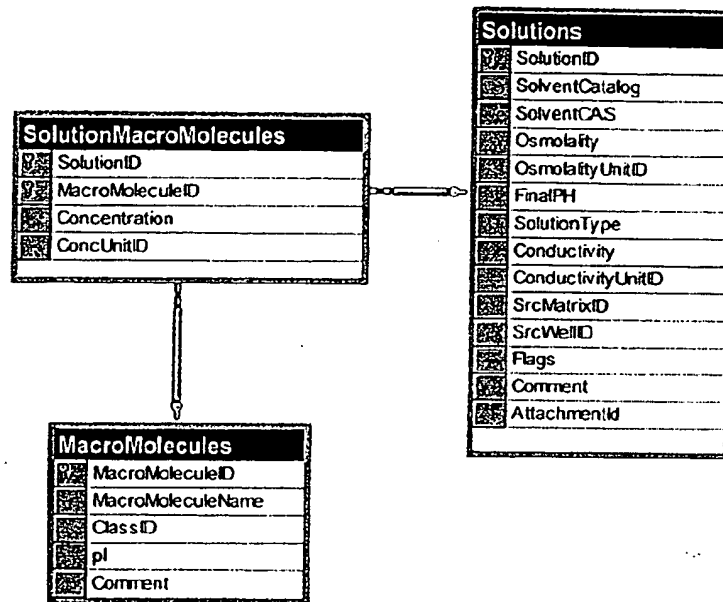 Solutions
SolutionID
SolventCatalog
SolventCAS
Osmolality
OsmolalityUnitID
FinalPH
SolutionType
Conductivity
ConductivityUnitID
SrcMatrixID
SrcWellID
Flags
Comment
AttachmentId
SolutionMacroMolecules
SolutionID
MacroMoleculeID
Concentration
ConcUnitID
MacroMolecules
MacroMoleculeID
MacroMoleculeName
ClassID
pI
Comment